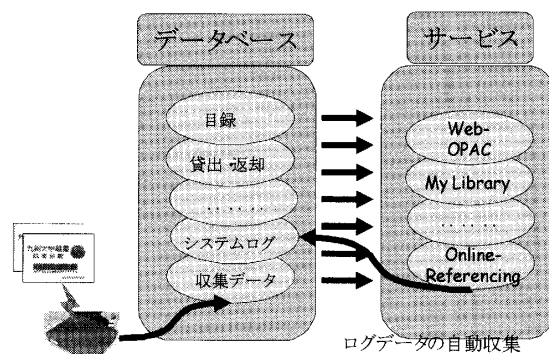 データベース
サービス
目録
貸出・返却
......
システムログ
収集データ
Web-
OPAC
My Library
......
Online-
Referencing
ログデータの自動収集